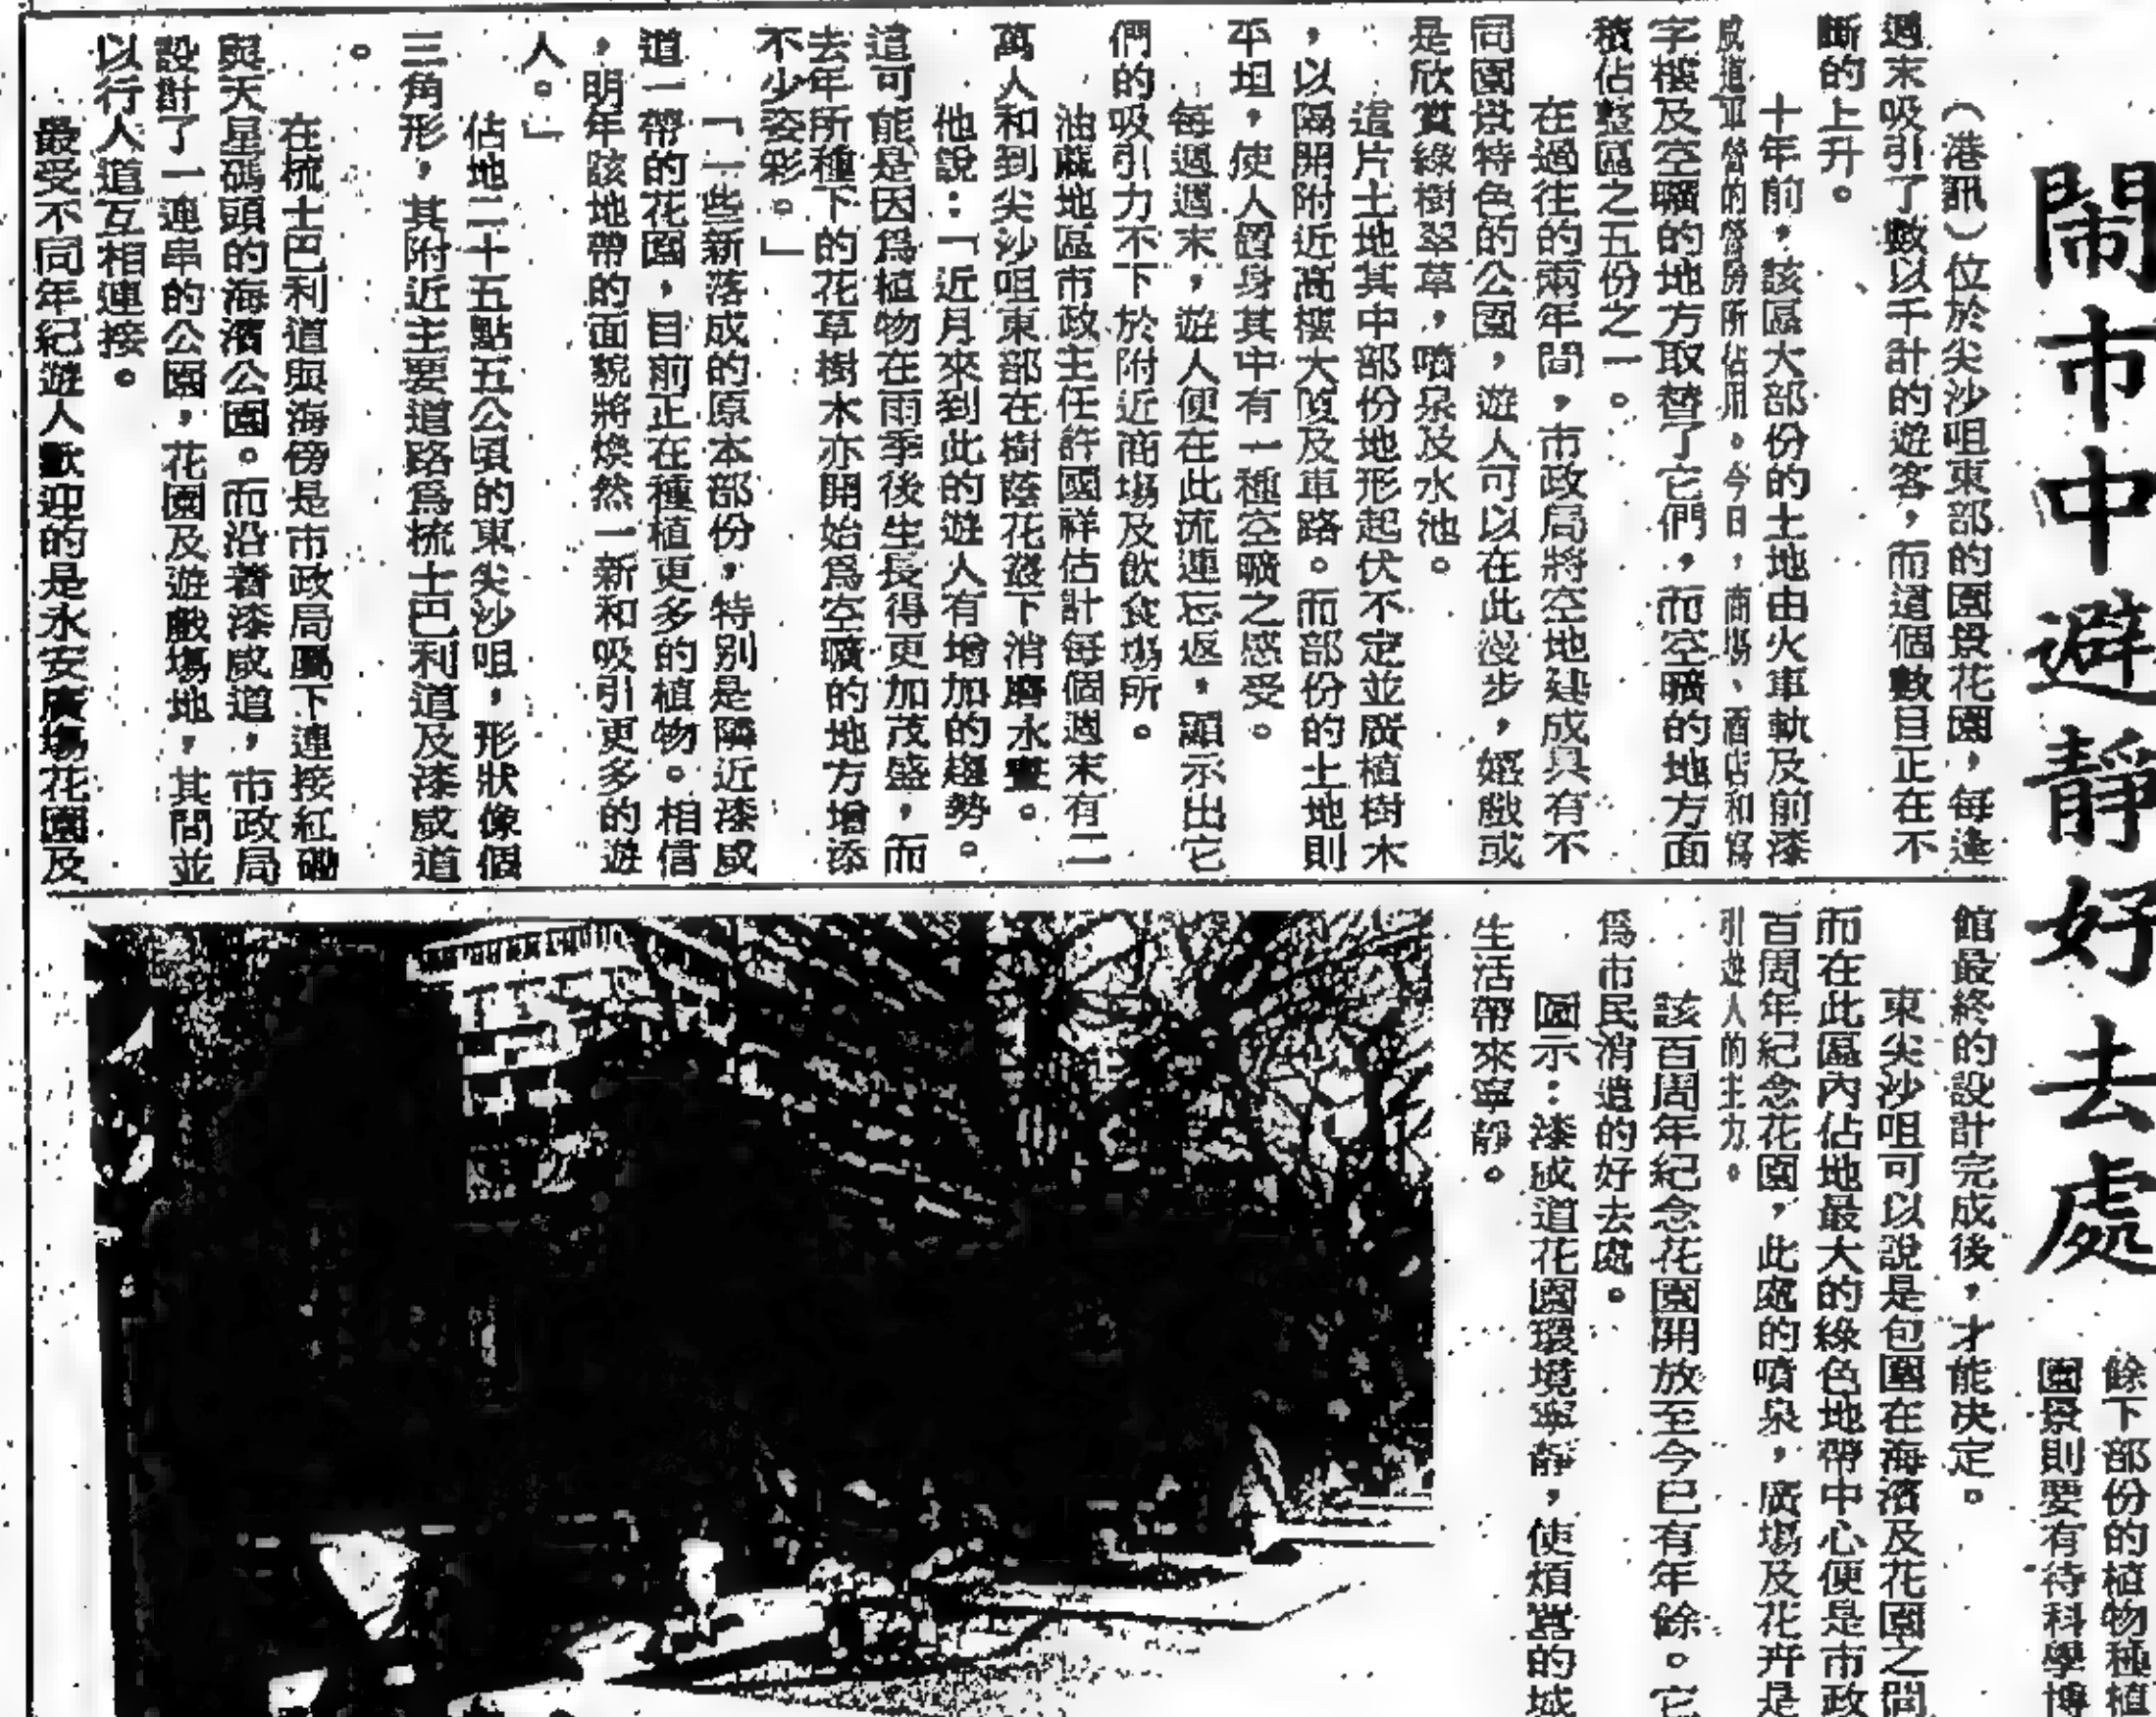 鬧市中避靜好去處
（港訊）位於尖沙咀東部的園景花園，每逢
週末吸引了數以千計的遊客，而這個數目正在不
斷的上升。
十年前，該區大部份的土地由火車軌及前漆
咸道軍營的營房所佔用。今日，商場、酒店和寫
字樓及空曠的地方取替了它們，而空曠的地方面
積佔整區之五份之一。
在過往的兩年間，市政局將空地建成具有不
同園景特色的公園，遊人可以在此漫步，嬉戲或
是欣賞綠樹翠草，噴泉及水池。
這片土地其中部份地形起伏不定並廣植樹木
，以隔開附近高樓大廈及車路。而部份的土地則
平坦，使人置身其中有一種空曠之感受。
每週週末，遊人便在此流連忘返，顯示出它
們的吸引力不下於附近商場及飲食場所。
油蔴地區市政主任許國祥估計每個週末有二
萬人和到尖沙咀東部在樹蔭花叢下消磨永晝。
他說：「近月來到此的遊人有增加的趨勢。
這可能是因爲植物在雨季後生長得更加茂盛，而
去年所種下的花草樹木亦開始爲空曠的地方增添
不少姿彩。」
「一些新落成的原本部份，特別是隣近漆咸
道一帶的花園，目前正在種植更多的植物。相信
，明年該地帶的面貌將煥然一新和吸引更多的遊
人。」
佔地二十五點五公頃的東尖沙咀，形狀像個
三角形，其附近主要道路爲梳士巴利道及漆咸道
。
在梳士巴利道與海傍是市政局屬下連接紅磡
與天星碼頭的海濱公園。而沿着漆咸道，市政局
設計了一連串的公園，花園及遊戲場地，其間並
以行人道互相連接。
最受不同年紀遊人歡迎的是永安廣場花園及
餘下部份的植物種植
園景則要有待科學博
館最終的設計完成後，才能決定。
東尖沙咀可以說是包圍在海濱及花園之間
而在此區內佔地最大的綠色地帶中心便是市政
百周年紀念花園，此處的噴泉，廣場及花卉是
引遊人的主力。
該百周年紀念花園開放至今已有年餘。它
爲市民消遣的好去處。
圖示：漆咸道花園環境寧靜，使煩囂的城
生活帶來寧靜。